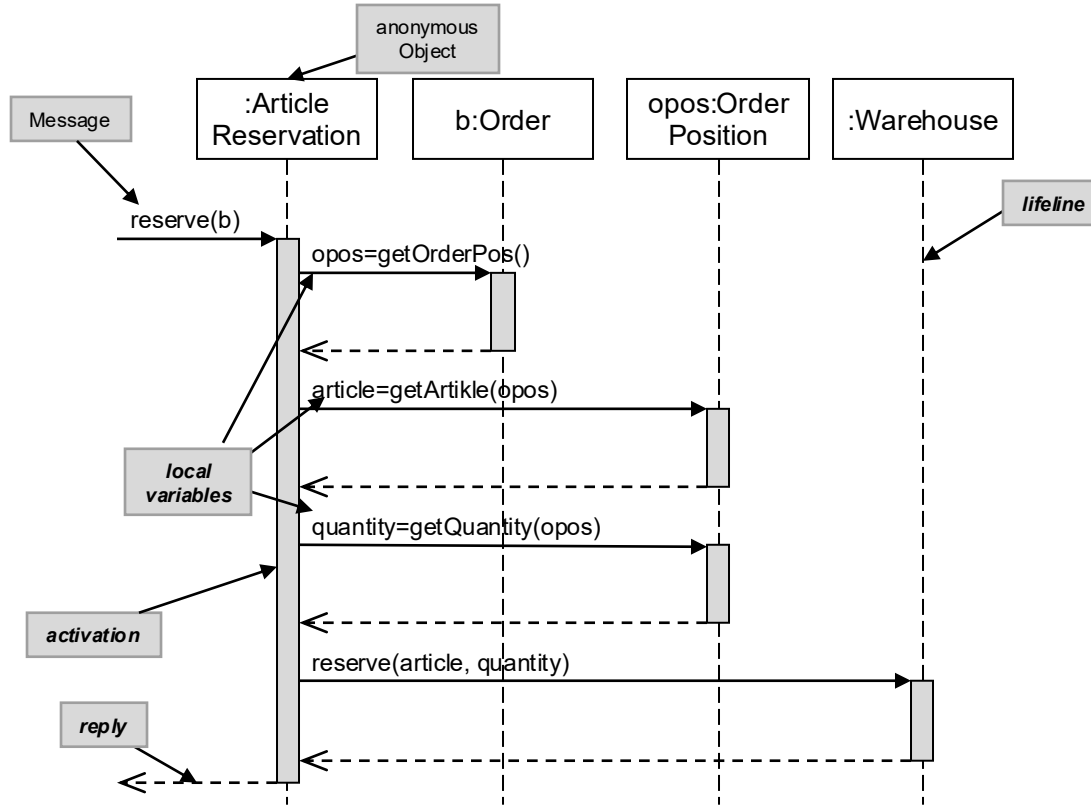 anonymous
Object
:Article
Reservation
b:Order
opos:Order
Position
:Warehouse
Message
lifeline
reserve(b)
opos=getOrderPos()
article=getArtikle(opos)
local
variables
quantity=getQuantity(opos)
activation
reserve(article, quantity)
reply